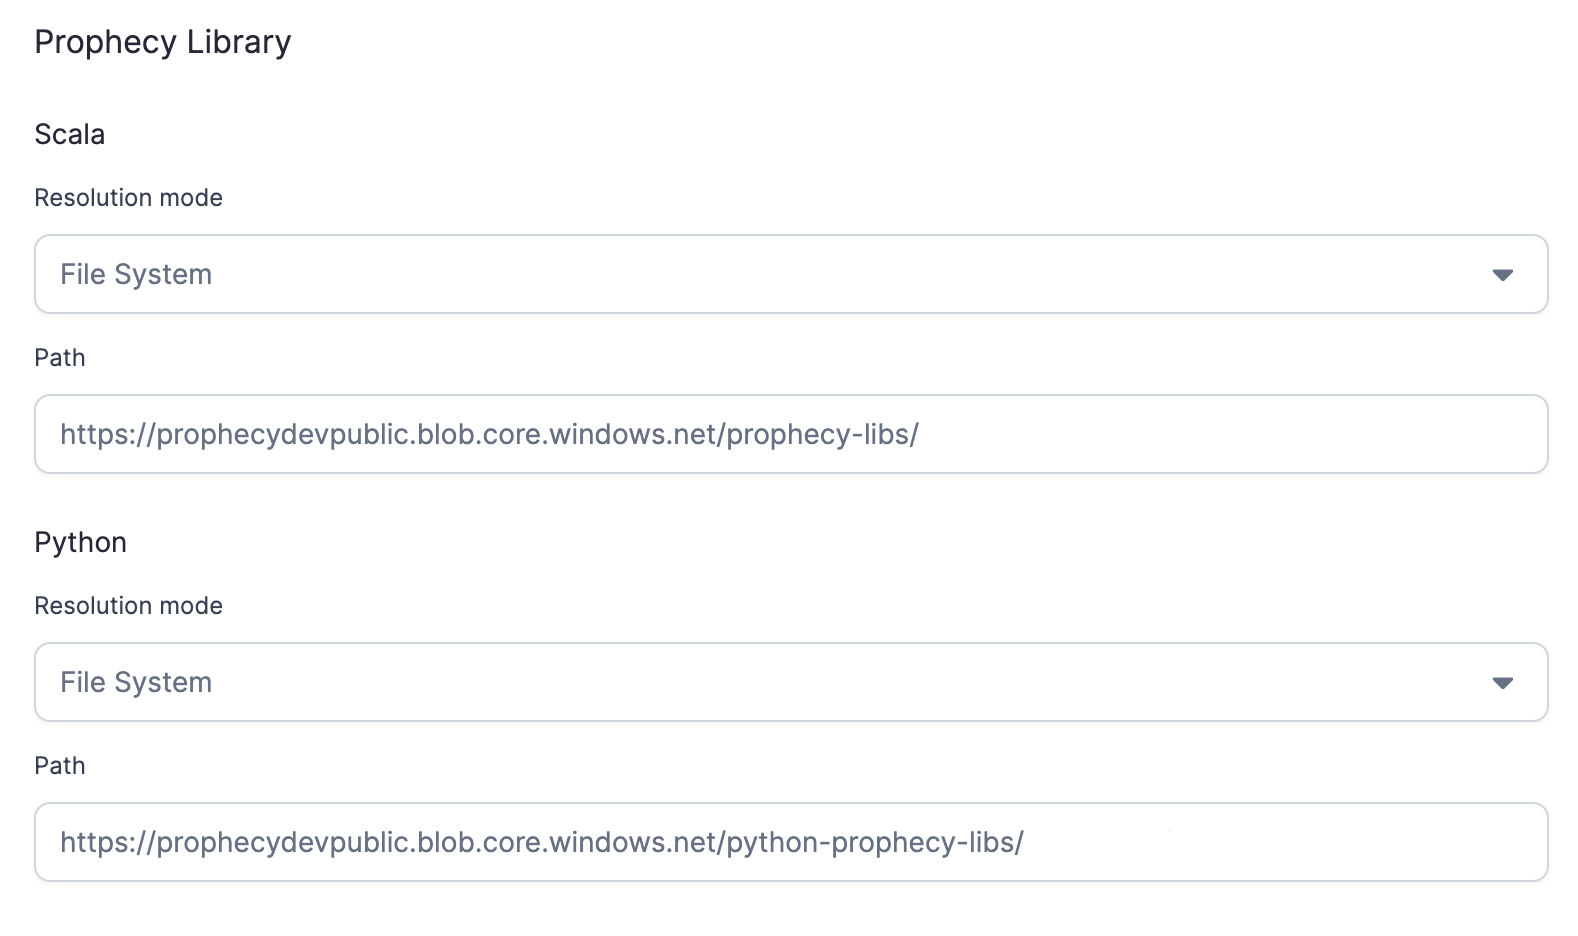 Prophecy Library
Scala
Resolution mode
File System
Path
https://prophecydevpublic.blob.core.windows.net/prophecy-libs/
Python
Resolution mode
File System
Path
https://prophecydevpublic.blob.core.windows.net/python-prophecy-libs/